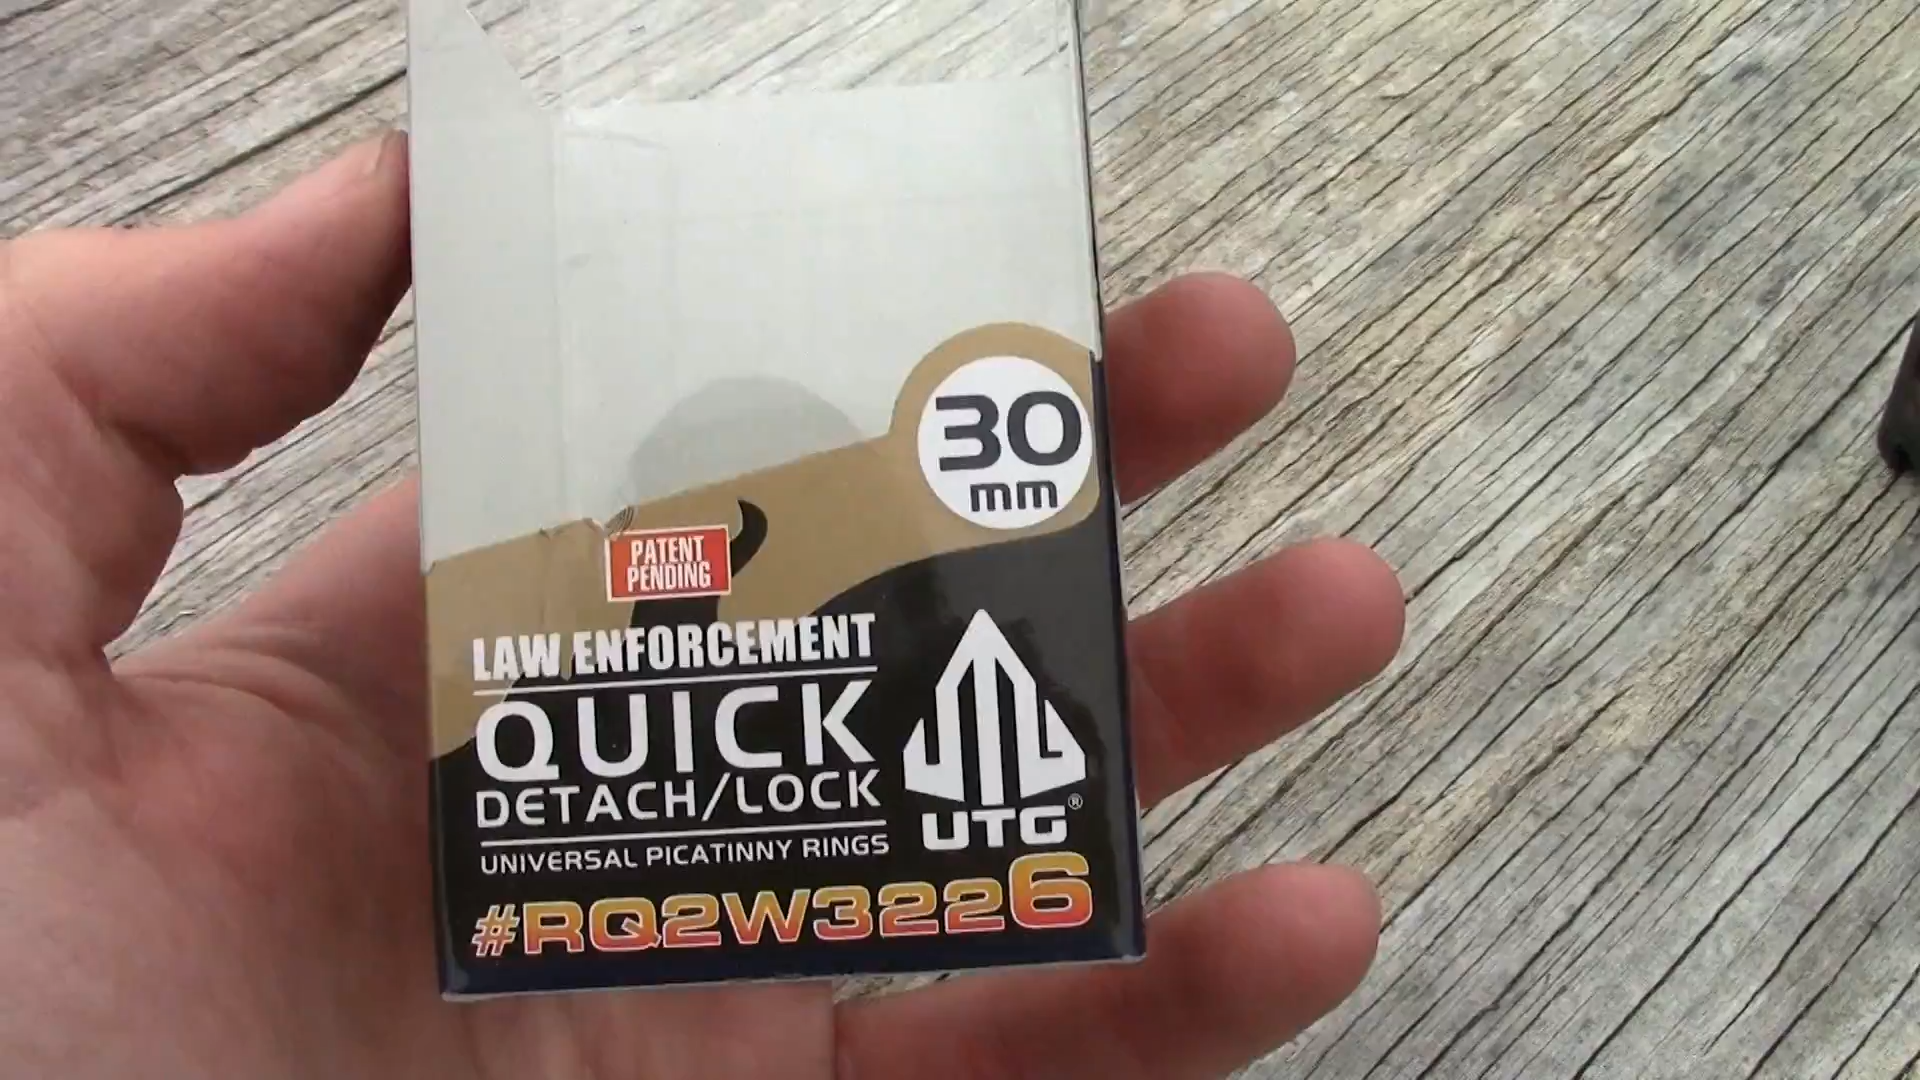 30
mm
PATENT
PENDING
LAW ENFORCEMENT
QUICK
DETACH/LOCK
UNIVERSAL PICATINNY RINGS
UTG®
#RQ2W3226